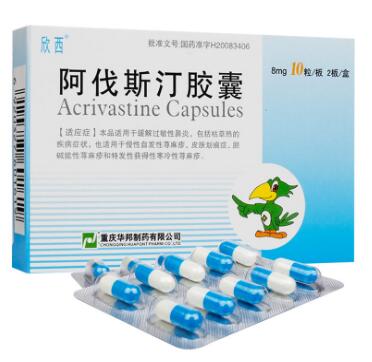 欣西
批准文号:国药准字H20083406
8mg 10粒/板 2板/盒
阿伐斯汀胶囊
Acrivastine Capsules
【适应症】本品适用于缓解过敏性鼻炎，包括枯草热的
疾病症状，也适用于慢性自发性荨麻疹、皮肤划痕症、胆
碱能性荨麻疹和特发性获得性寒冷性荨麻疹。
重庆华邦制药有限公司
CHONGQING HUAPONT PHARM CO.,LTD.